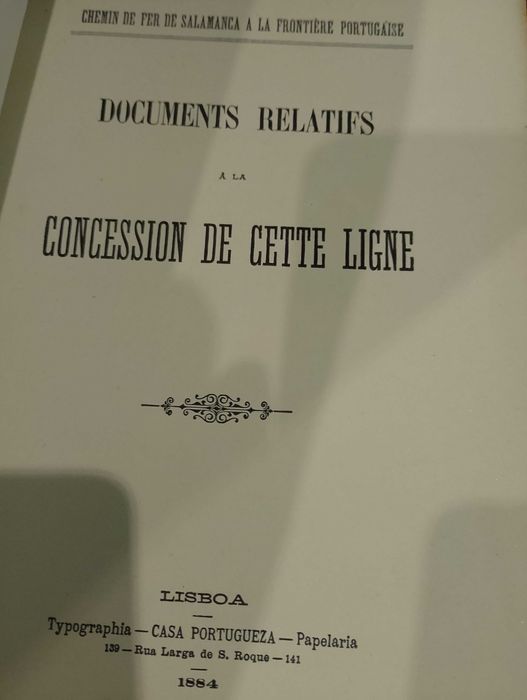 CHEMIN DE FER DE SALAMANCA A LA FRONTIÈRE PORTUGAISE
DOCUMENTS RELATIFS
A LA
CONCESSION DE CETTE LIGNE
LISBOA
Typographia — CASA PORTUGUEZA — Papelaria
139 — Rua Larga de S. Roque — 141
1884